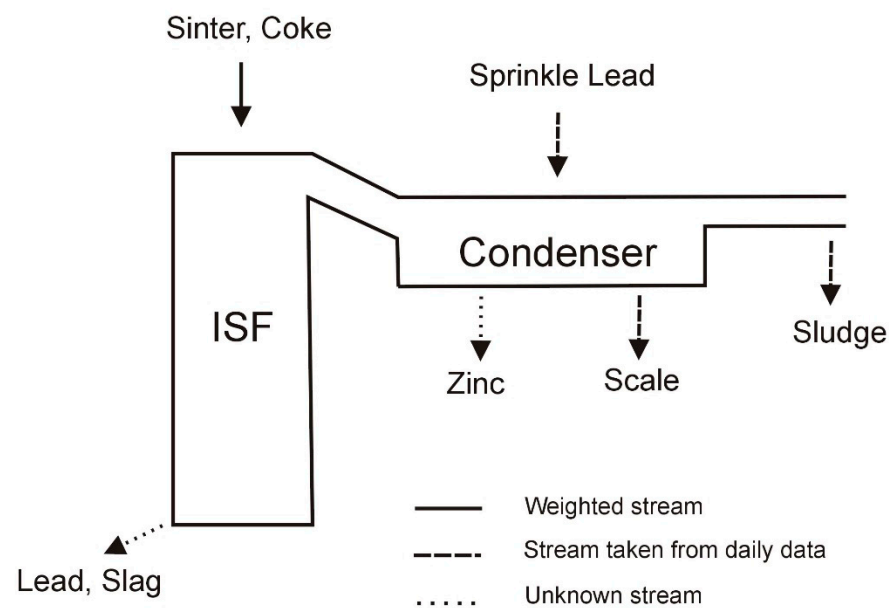 Sinter, Coke
Sprinkle Lead
Condenser
ISF
Sludge
Zinc
Scale
Weighted stream
Stream taken from daily data
Lead, Slag
Unknown stream